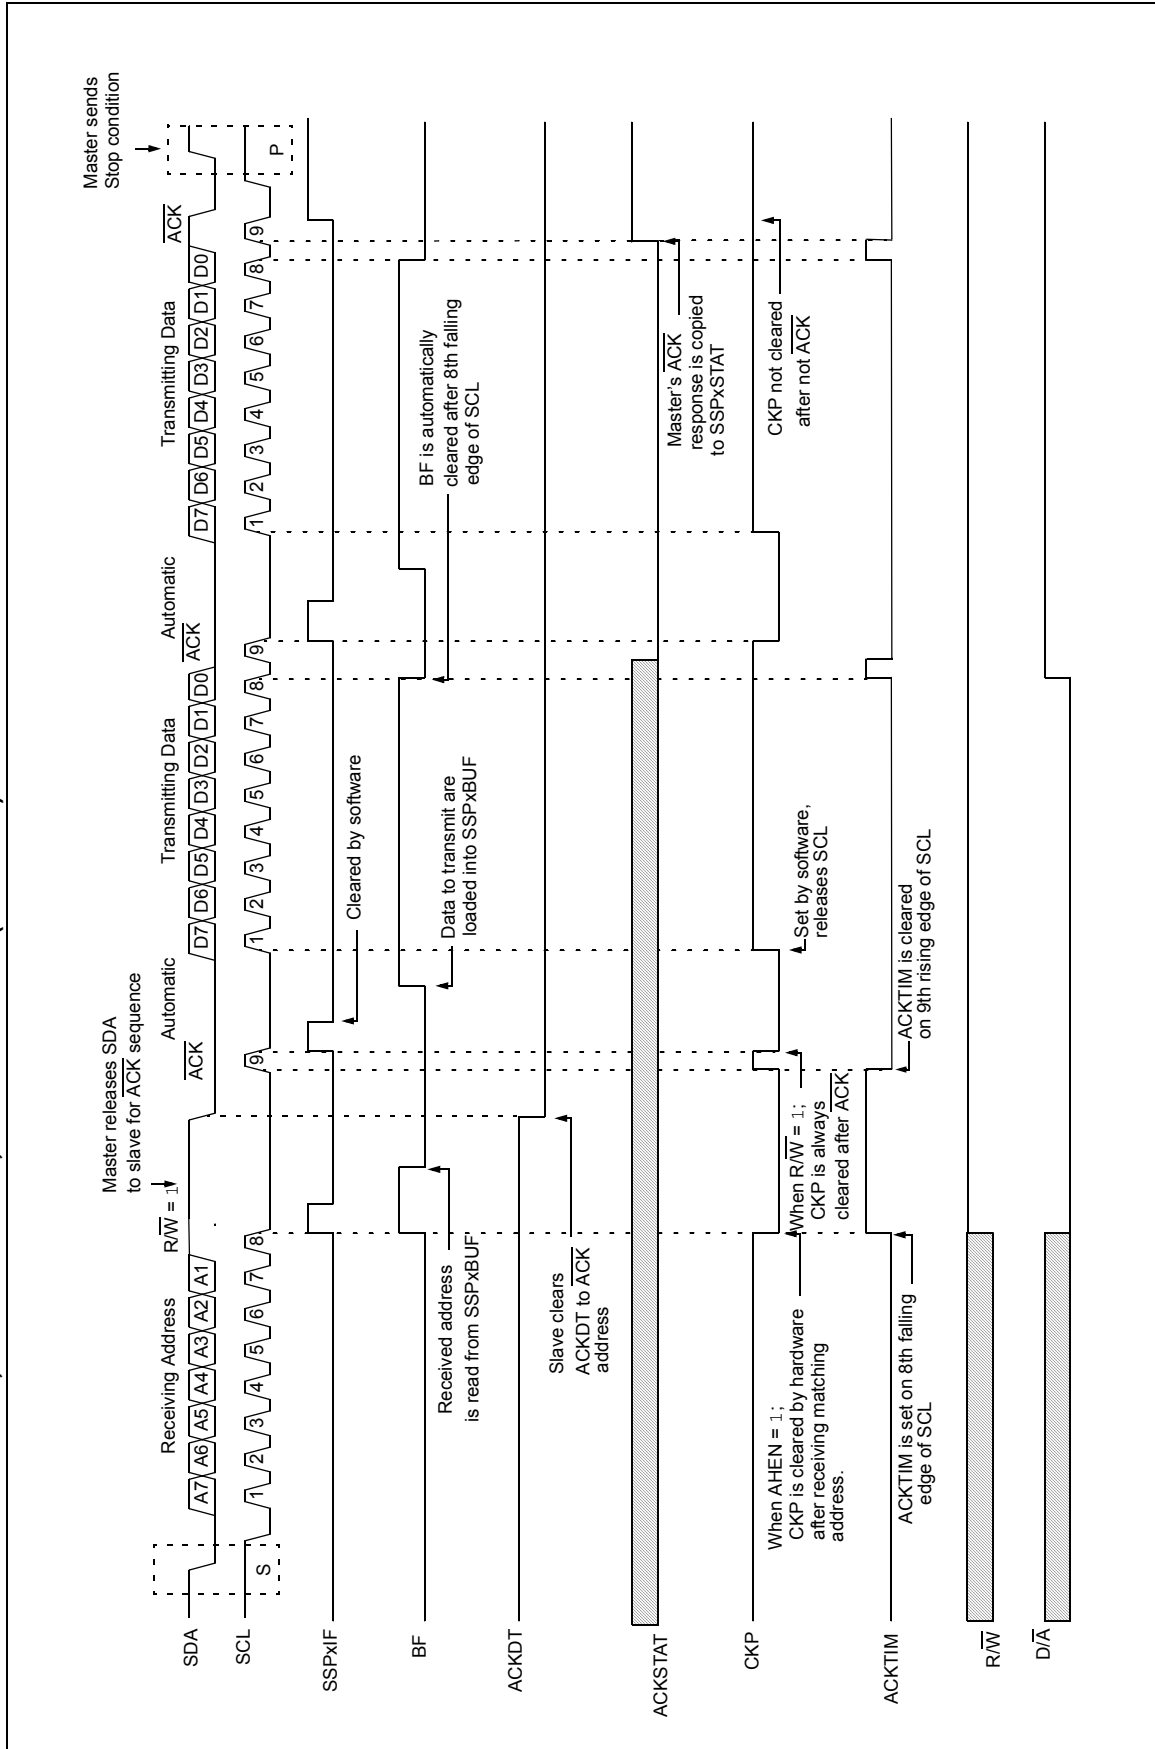 Master sends
Stop condition
Master releases SDA
to slave for ACK sequence
Receiving Address
R/W = 1
ACK
Automatic
Transmitting Data
ACK
Automatic
Transmitting Data
ACK
SDA
A7 A6 A5 A4 A3 A2 A1
D7 D6 D5 D4 D3 D2 D1 D0
D7 D6 D5 D4 D3 D2 D1 D0
SCL
S
1 2 3 4 5 6 7 8 9
1 2 3 4 5 6 7 8 9
1 2 3 4 5 6 7 8 9
P
SSPxIF
Cleared by software
BF
Received address
is read from SSPxBUF
Data to transmit are
loaded into SSPxBUF
BF is automatically
cleared after 8th falling
edge of SCL
ACKDT
Slave clears
ACKDT to ACK
address
ACKSTAT
Master's ACK
response is copied
to SSPxSTAT
CKP
When AHEN = 1;
CKP is cleared by hardware
after receiving matching
address.
When R/W = 1;
CKP is always
cleared after ACK
Set by software,
releases SCL
CKP not cleared
after not ACK
ACKTIM
ACKTIM is set on 8th falling
edge of SCL
ACKTIM is cleared
on 9th rising edge of SCL
R/W
D/A